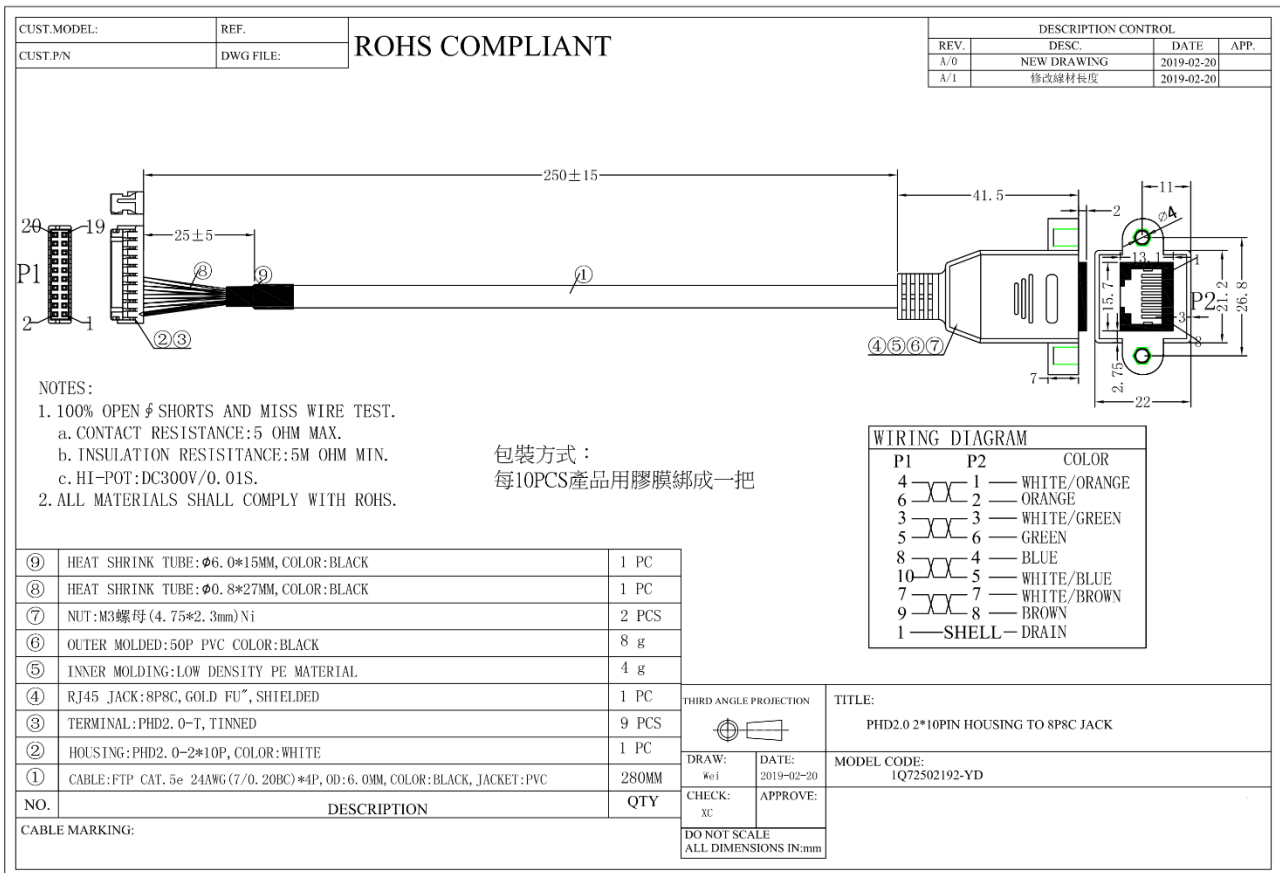 CUST.MODEL:
REF.
CUST.P/N
DWG FILE:
ROHS COMPLIANT
DESCRIPTION CONTROL
REV. DESC. DATE APP.
A/0 NEW DRAWING 2019-02-20
A/1 修改線材長度 2019-02-20
250±15
41.5
2
11
ø4
20
19
25±5
P1
2
1
⑧
⑨
①
②③
④⑤⑥⑦
7
13.1
1
15.7
P2
3
8
21.2
26.8
2.75
22
NOTES:
1.100% OPEN∮SHORTS AND MISS WIRE TEST.
a.CONTACT RESISTANCE:5 OHM MAX.
b.INSULATION RESISITANCE:5M OHM MIN.
c.HI-POT:DC300V/0.01S.
2.ALL MATERIALS SHALL COMPLY WITH ROHS.
包裝方式：
每10PCS產品用膠膜綁成一把
WIRING DIAGRAM
P1 P2 COLOR
4 1 WHITE/ORANGE
6 2 ORANGE
3 3 WHITE/GREEN
5 6 GREEN
8 4 BLUE
10 5 WHITE/BLUE
7 7 WHITE/BROWN
9 8 BROWN
1 SHELL DRAIN
⑨ HEAT SHRINK TUBE:ø6.0*15MM,COLOR:BLACK 1 PC
⑧ HEAT SHRINK TUBE:ø0.8*27MM,COLOR:BLACK 1 PC
⑦ NUT:M3螺母(4.75*2.3mm)Ni 2 PCS
⑥ OUTER MOLDED:50P PVC COLOR:BLACK 8 g
⑤ INNER MOLDING:LOW DENSITY PE MATERIAL 4 g
④ RJ45 JACK:8P8C,GOLD FU″,SHIELDED 1 PC
③ TERMINAL:PHD2.0-T,TINNED 9 PCS
② HOUSING:PHD2.0-2*10P,COLOR:WHITE 1 PC
① CABLE:FTP CAT.5e 24AWG(7/0.20BC)*4P,OD:6.0MM,COLOR:BLACK,JACKET:PVC 280MM
NO. DESCRIPTION QTY
CABLE MARKING:
THIRD ANGLE PROJECTION
TITLE:
PHD2.0 2*10PIN HOUSING TO 8P8C JACK
DRAW:
Wei
DATE:
2019-02-20
MODEL CODE:
1Q72502192-YD
CHECK:
XC
APPROVE:
DO NOT SCALE
ALL DIMENSIONS IN:mm